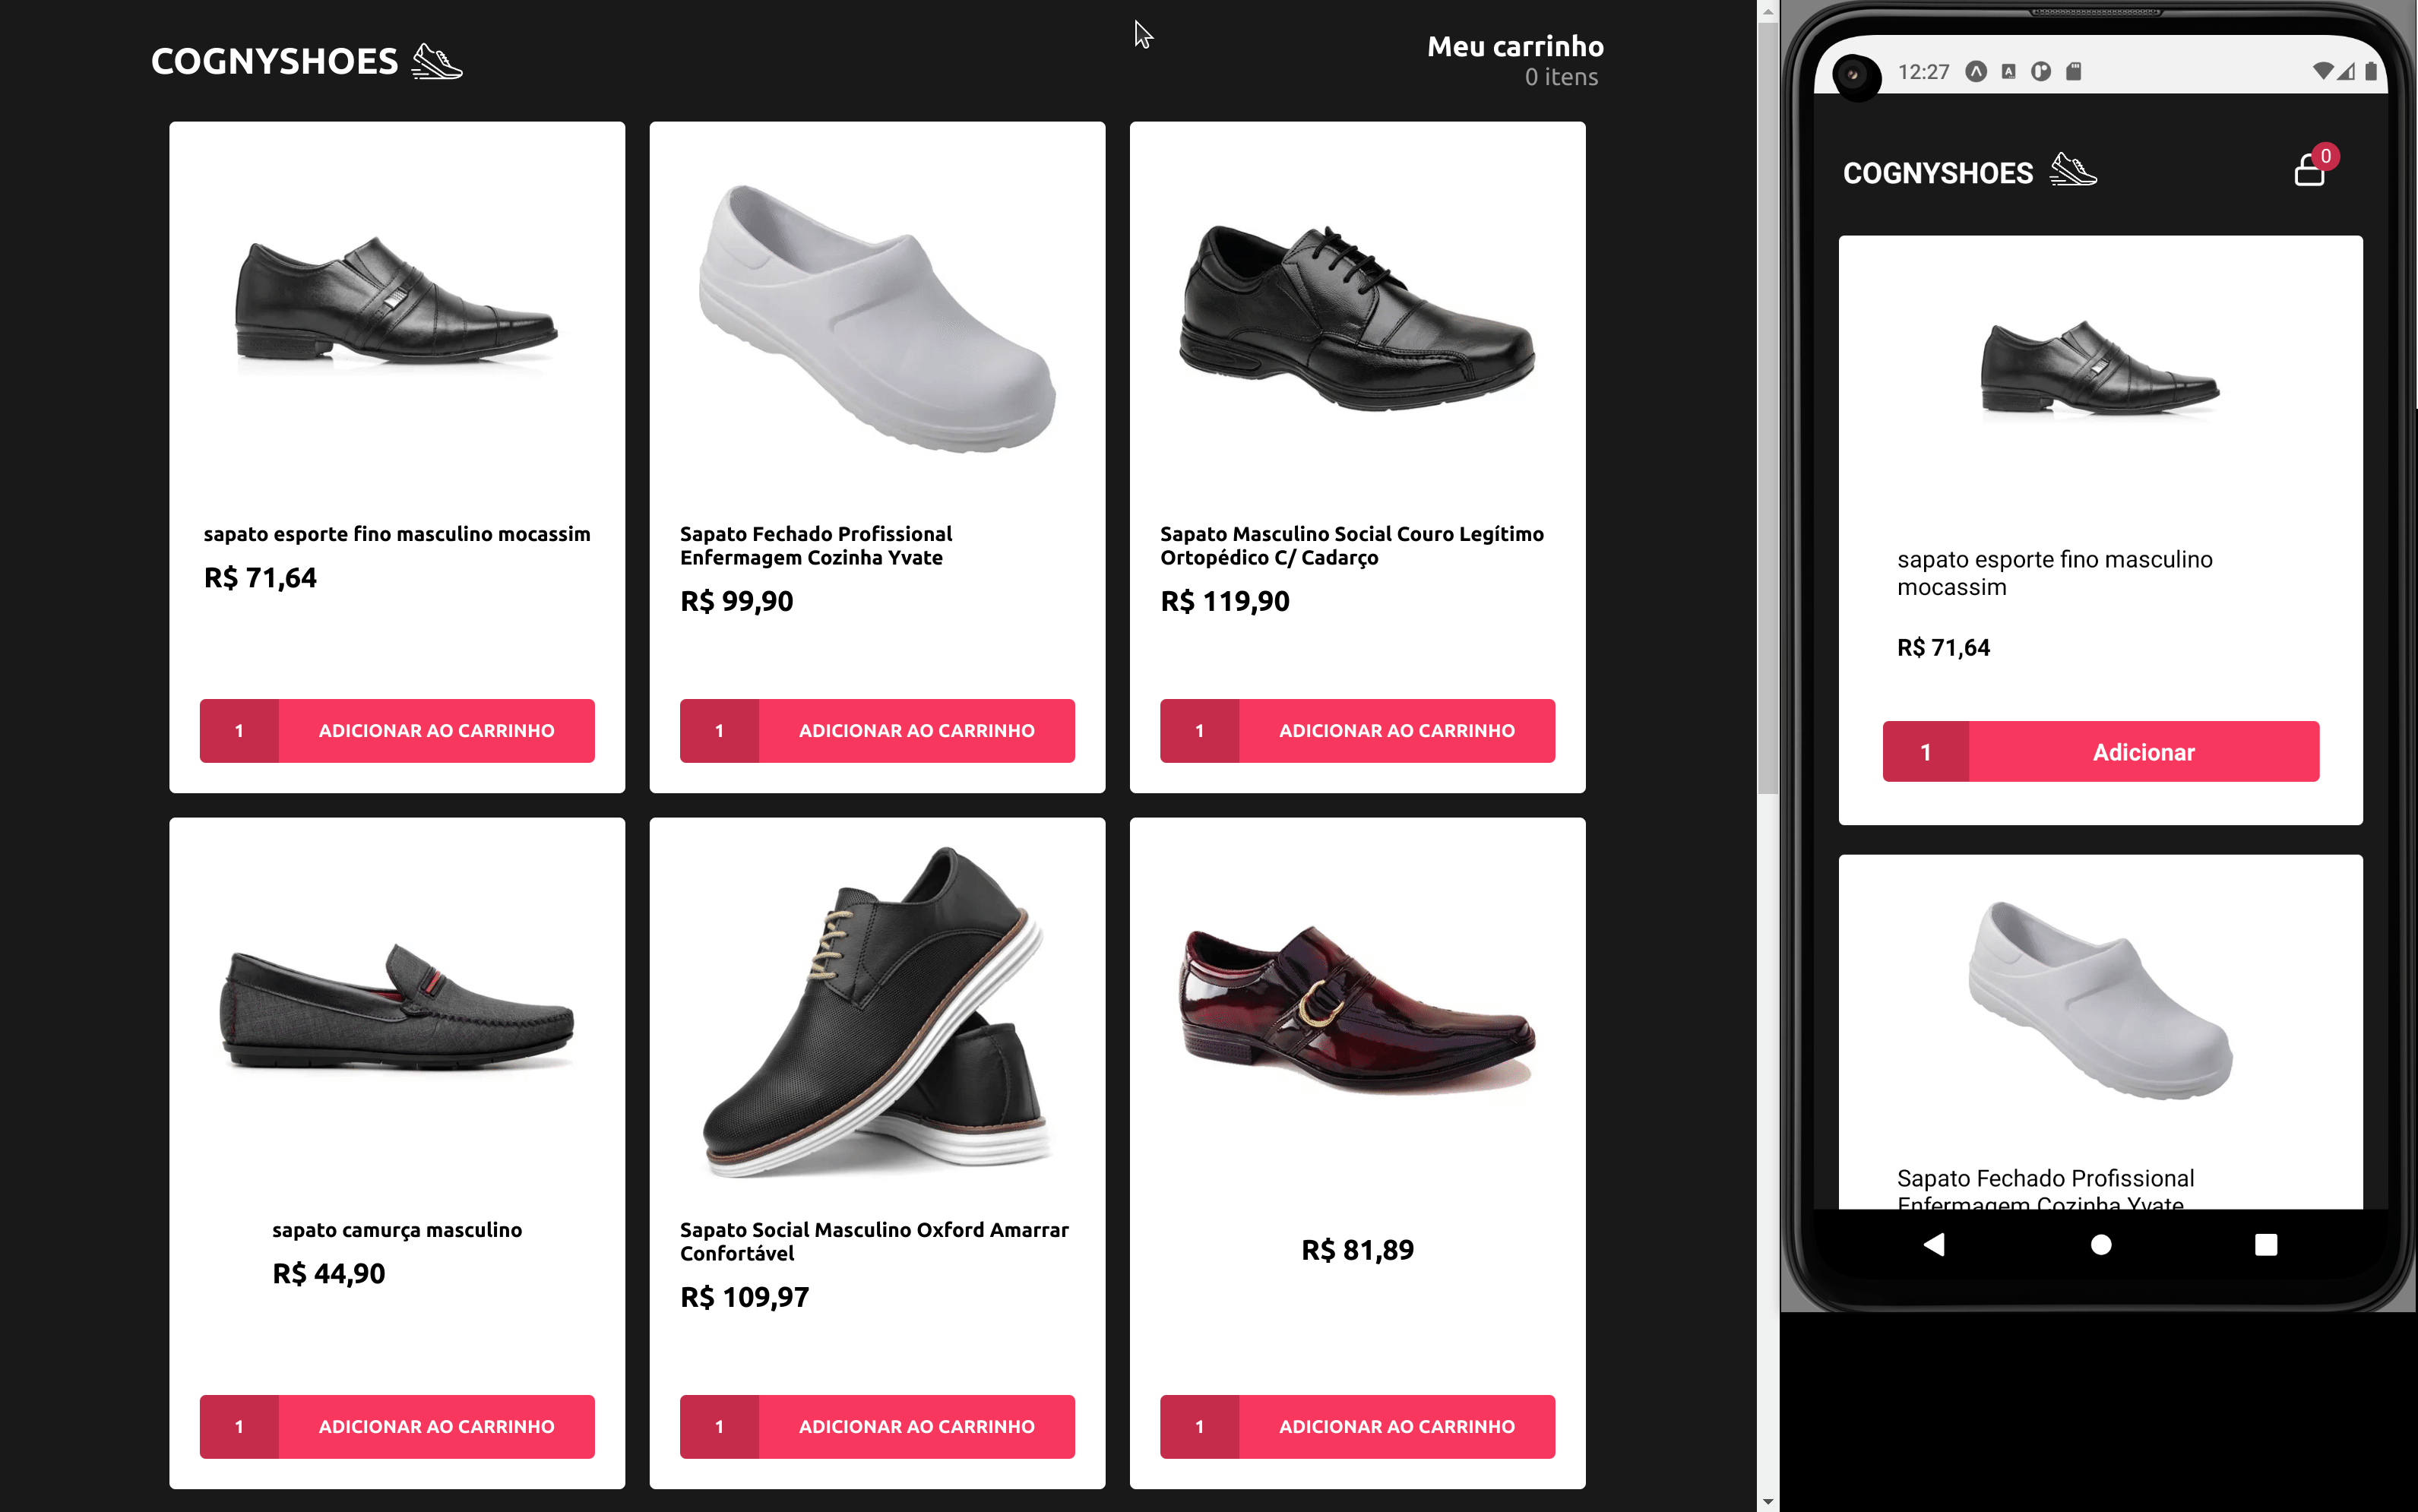 COGNYSHOES
Meu carrinho
0 itens
sapato esporte fino masculino mocassim
R$ 71,64
1 ADICIONAR AO CARRINHO
Sapato Fechado Profissional
Enfermagem Cozinha Yvate
R$ 99,90
1 ADICIONAR AO CARRINHO
Sapato Masculino Social Couro Legítimo
Ortopédico C/ Cadarço
R$ 119,90
1 ADICIONAR AO CARRINHO
sapato camurça masculino
R$ 44,90
1 ADICIONAR AO CARRINHO
Sapato Social Masculino Oxford Amarrar
Confortável
R$ 109,97
1 ADICIONAR AO CARRINHO
R$ 81,89
1 ADICIONAR AO CARRINHO
12:27
COGNYSHOES
0
sapato esporte fino masculino
mocassim
R$ 71,64
1 Adicionar
Sapato Fechado Profissional
Enfermagem Cozinha Yvate